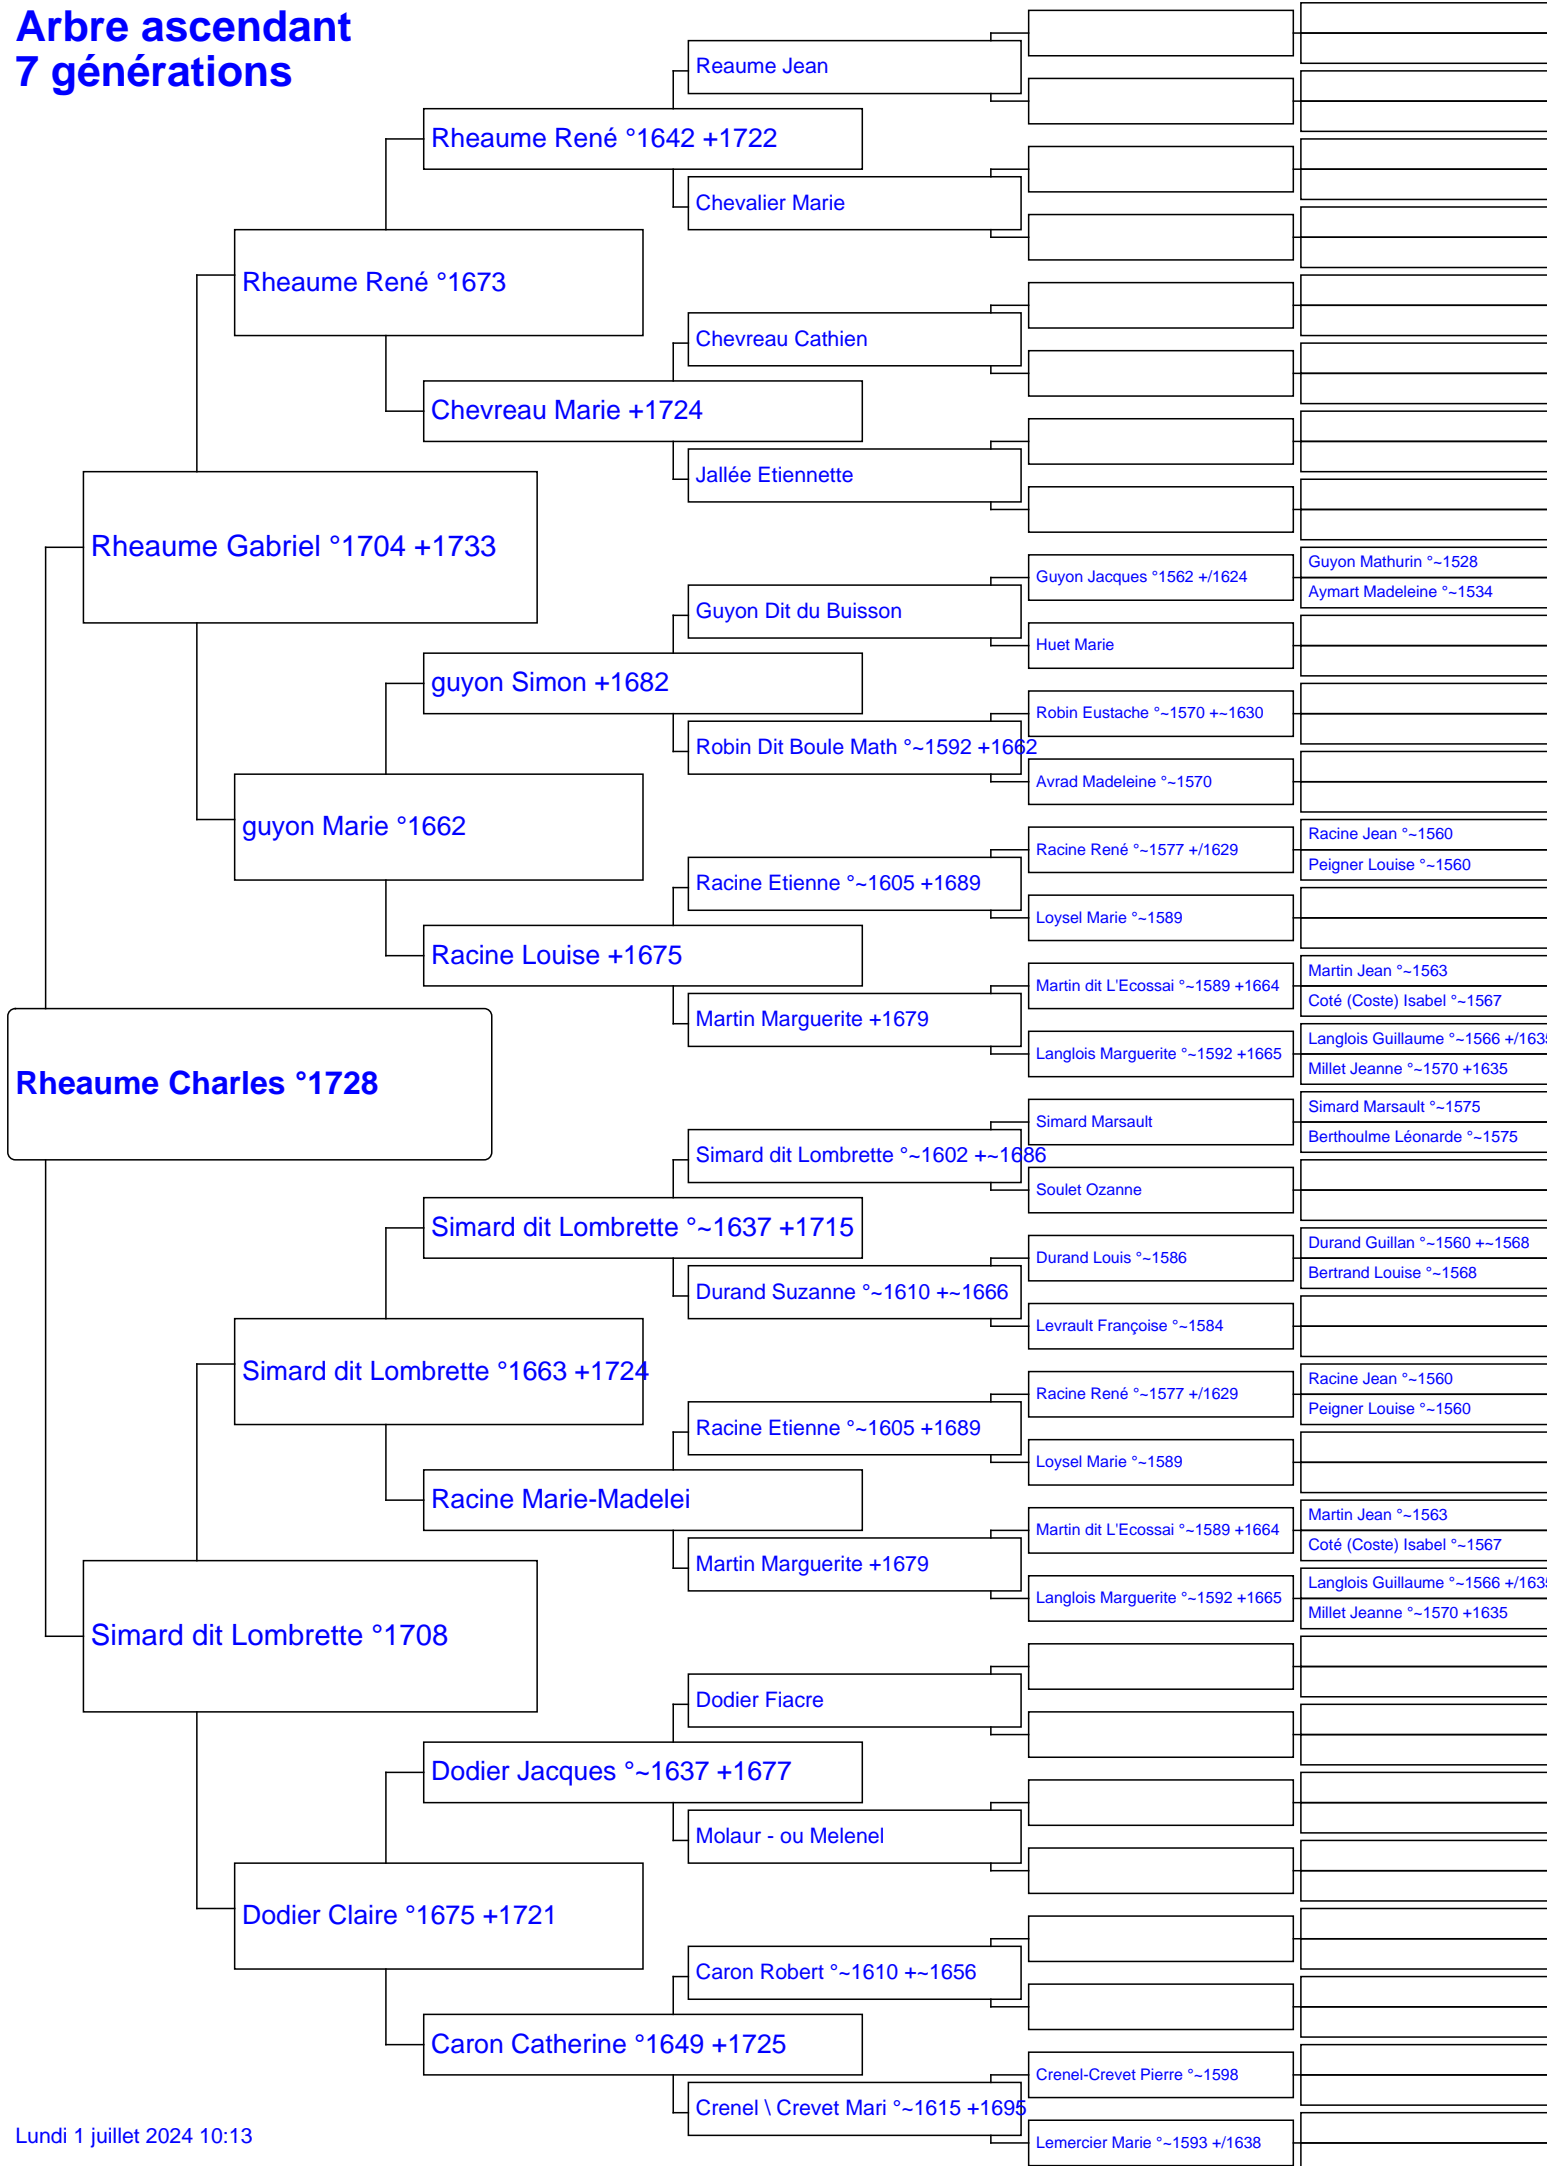 Arbre ascendant
7 générations
Reaume Jean
Rheaume René °1642 +1722
Chevalier Marie
Rheaume René °1673
Chevreau Cathien
Chevreau Marie +1724
Jallée Etiennette
Rheaume Gabriel °1704 +1733
Guyon Mathurin °~1528
Guyon Jacques °1562 +/1624
Aymart Madeleine °~1534
Guyon Dit du Buisson
Huet Marie
guyon Simon +1682
Robin Eustache °~1570 +~1630
Robin Dit Boule Math °~1592 +1662
Avrad Madeleine °~1570
guyon Marie °1662
Racine Jean °~1560
Racine René °~1577 +/1629
Peigner Louise °~1560
Racine Etienne °~1605 +1689
Loysel Marie °~1589
Racine Louise +1675
Martin Jean °~1563
Martin dit L'Ecossai °~1589 +1664
Coté (Coste) Isabel °~1567
Martin Marguerite +1679
Langlois Guillaume °~1566 +/1635
Langlois Marguerite °~1592 +1665
Millet Jeanne °~1570 +1635
Rheaume Charles °1728
Simard Marsault °~1575
Simard Marsault
Berthoulme Léonarde °~1575
Simard dit Lombrette °~1602 +~1686
Soulet Ozanne
Simard dit Lombrette °~1637 +1715
Durand Guillan °~1560 +~1568
Durand Louis °~1586
Bertrand Louise °~1568
Durand Suzanne °~1610 +~1666
Levrault Françoise °~1584
Simard dit Lombrette °1663 +1724
Racine Jean °~1560
Racine René °~1577 +/1629
Peigner Louise °~1560
Racine Etienne °~1605 +1689
Loysel Marie °~1589
Racine Marie-Madelei
Martin Jean °~1563
Martin dit L'Ecossai °~1589 +1664
Coté (Coste) Isabel °~1567
Martin Marguerite +1679
Langlois Guillaume °~1566 +/1635
Langlois Marguerite °~1592 +1665
Millet Jeanne °~1570 +1635
Simard dit Lombrette °1708
Dodier Fiacre
Dodier Jacques °~1637 +1677
Molaur - ou Melenel
Dodier Claire °1675 +1721
Caron Robert °~1610 +~1656
Caron Catherine °1649 +1725
Crenel-Crevet Pierre °~1598
Crenel \ Crevet Mari °~1615 +1695
Lemercier Marie °~1593 +/1638
Lundi 1 juillet 2024 10:13